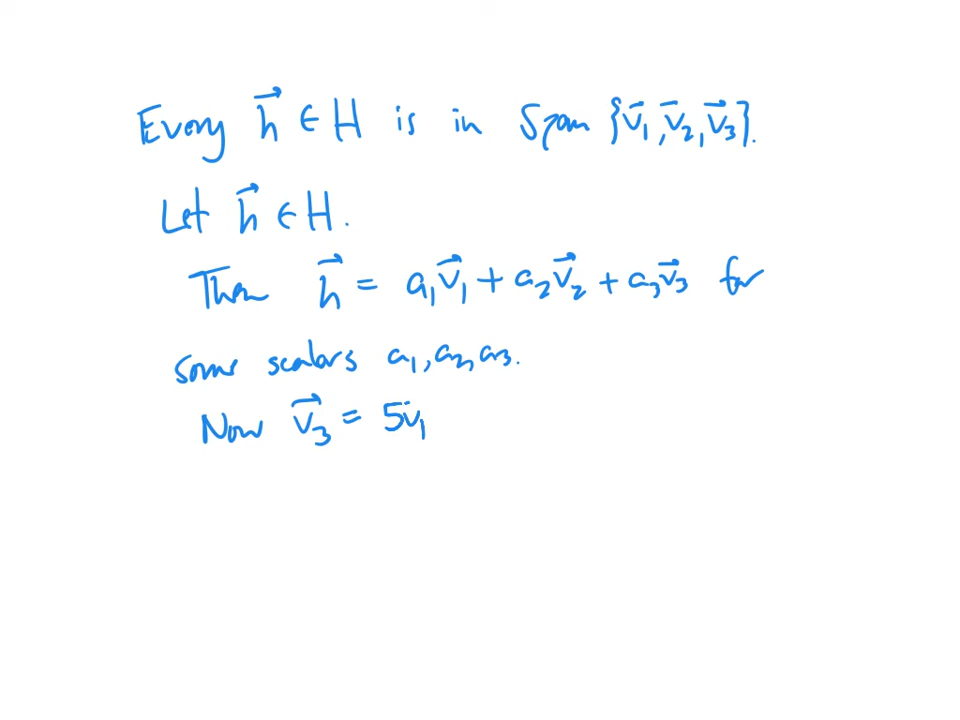 Every h⃗ ∈ H is in Span {v⃗₁, v⃗₂, v⃗₃}.
Let h⃗ ∈ H.
Then h⃗ = a₁v⃗₁ + a₂v⃗₂ + a₃v⃗₃ for
some scalars a₁, a₂, a₃.
Now v⃗₃ = 5v⃗₁